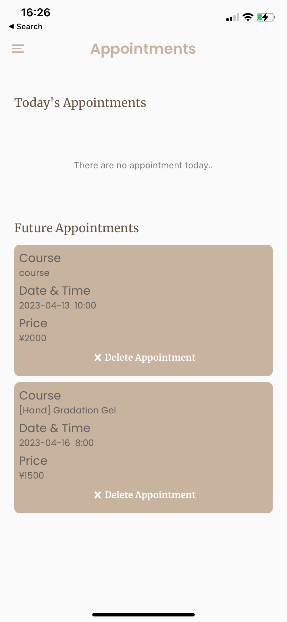 16:26
◀ Search
Appointments
Today's Appointments
There are no appointment today..
Future Appointments
Course
course
Date & Time
2023-04-13 10:00
Price
¥2000
× Delete Appointment
Course
[Hand] Gradation Gel
Date & Time
2023-04-16 8:00
Price
¥1500
× Delete Appointment